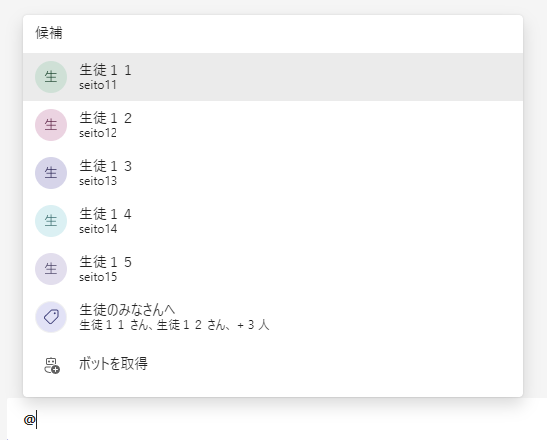 候補
生
生徒１１
seito11
生
生徒１２
seito12
生
生徒１３
seito13
生
生徒１４
seito14
生
生徒１５
seito15
生徒のみなさんへ
生徒１１ さん、生徒１２ さん、 + 3 人
ボットを取得
@